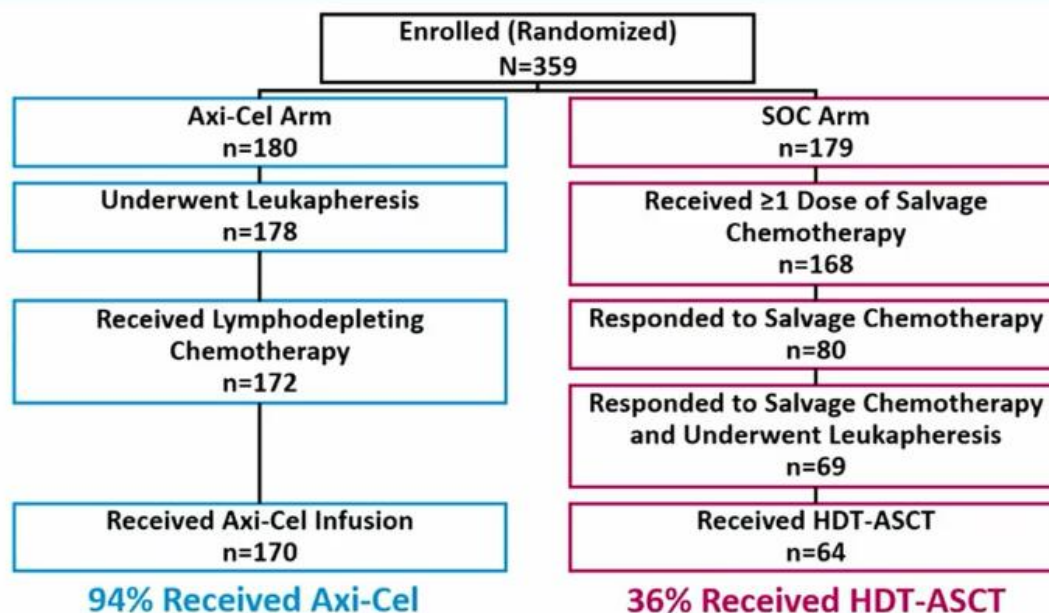 Enrolled (Randomized)
N=359
Axi-Cel Arm
n=180
SOC Arm
n=179
Underwent Leukapheresis
n=178
Received ≥1 Dose of Salvage
Chemotherapy
n=168
Received Lymphodepleting
Chemotherapy
n=172
Responded to Salvage Chemotherapy
n=80
Responded to Salvage Chemotherapy
and Underwent Leukapheresis
n=69
Received Axi-Cel Infusion
n=170
Received HDT-ASCT
n=64
94% Received Axi-Cel
36% Received HDT-ASCT